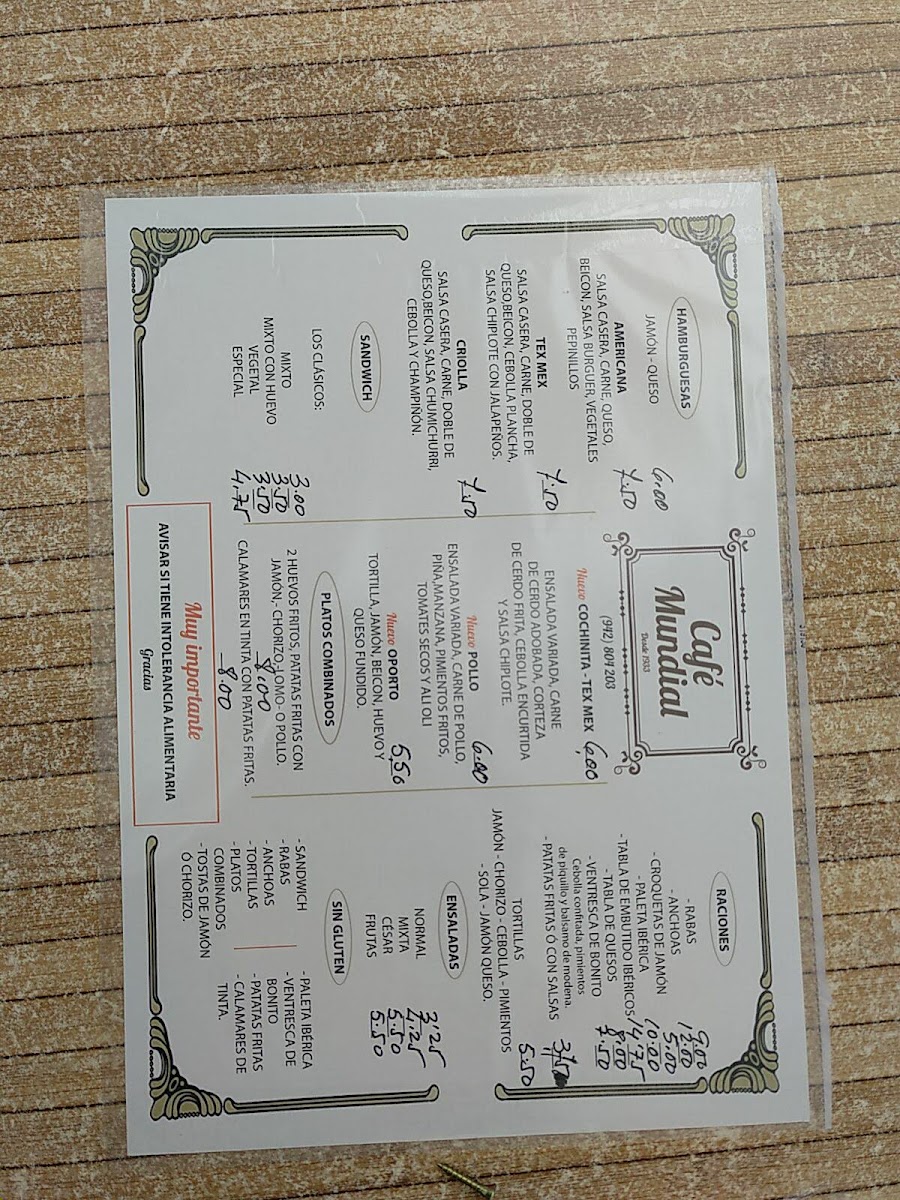 HAMBURGUESAS
JAMÓN - QUESO 6.00
AMERICANA 7.50
SALSA CASERA, CARNE, QUESO,
BEICON, SALSA BURGUER, VEGETALES
PEPINILLOS
TEX MEX 7.50
SALSA CASERA, CARNE, DOBLE DE
QUESO,BEICON, CEBOLLA PLANCHA,
SALSA CHIPLOTE CON JALAPEÑOS.
CRIOLLA 7.50
SALSA CASERA, CARNE, DOBLE DE
QUESO,BEICON, SALSA CHUMICHURRI,
CEBOLLA Y CHAMPIÑÓN.
SANDWICH
LOS CLÁSICOS:
MIXTO 3.00
MIXTO CON HUEVO 3.50
VEGETAL 3.50
ESPECIAL 4.75
Café
Mundial
Desde 1933
(942) 804 203
Nuevo COCHINITA - TEX MEX 6,00
ENSALADA VARIADA, CARNE
DE CERDO ADOBADA, CORTEZA
DE CERDO FRITA, CEBOLLA ENCURTIDA
Y SALSA CHIPLOTE.
Nuevo POLLO 6.00
ENSALADA VARIADA, CARNE DE POLLO,
PIÑA,MANZANA, PIMIENTOS FRITOS,
TOMATES SECOS Y ALI OLI
Nuevo OPORTO 5,50
TORTILLA, JAMÓN, BEICON, HUEVO Y
QUESO FUNDIDO.
PLATOS COMBINADOS
2 HUEVOS FRITOS, PATATAS FRITAS CON
JAMÓN,- CHORIZO,-LOMO- O POLLO.
8.00
CALAMARES EN TINTA CON PATATAS FRITAS.
8.00
Muy importante
AVISAR SI TIENE INTOLERANCIA ALIMENTARIA
Gracias
RACIONES
- RABAS 9.00
- ANCHOAS 12.00
- CROQUETAS DE JAMÓN 5.00
- PALETA IBÉRICA 10.00
- TABLA DE EMBUTIDO IBÉRICOS 14.75
- TABLA DE QUESOS 9.00
- VENTRESCA DE BONITO 7.50
Cebolla confitada, pimientos
de piquillo y balsamo de modena.
- PATATAS FRITAS Ó CON SALSAS
TORTILLAS 5.50
JAMÓN - CHORIZO - CEBOLLA - PIMIENTOS
- SOLA - JAMÓN QUESO.
ENSALADAS
NORMAL 3'25
MIXTA 4.25
CÉSAR 5.50
FRUTAS 5.50
SIN GLUTEN
- SANDWICH
- RABAS
- ANCHOAS
- TORTILLAS
- PLATOS
COMBINADOS
- TOSTAS DE JAMÓN
Ó CHORIZO.
- PALETA IBÉRICA
- VENTRESCA DE
BONITO
- PATATAS FRITAS
- CALAMARES DE
TINTA.